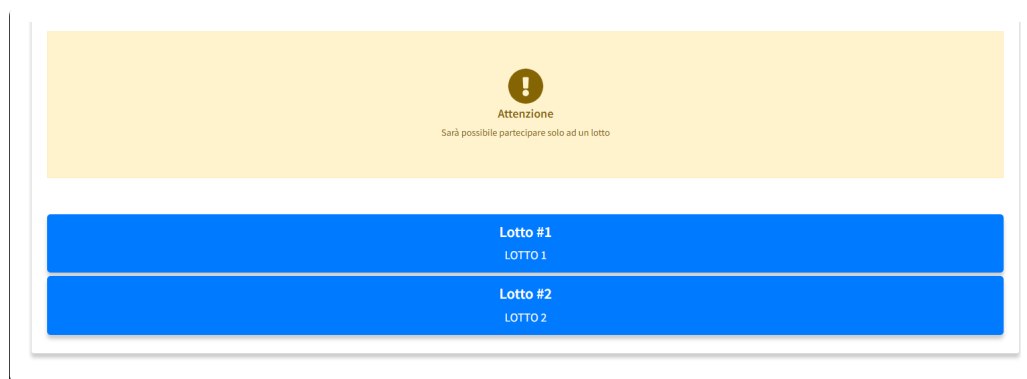 Attenzione
Sarà possibile partecipare solo ad un lotto
Lotto #1
LOTTO 1
Lotto #2
LOTTO 2